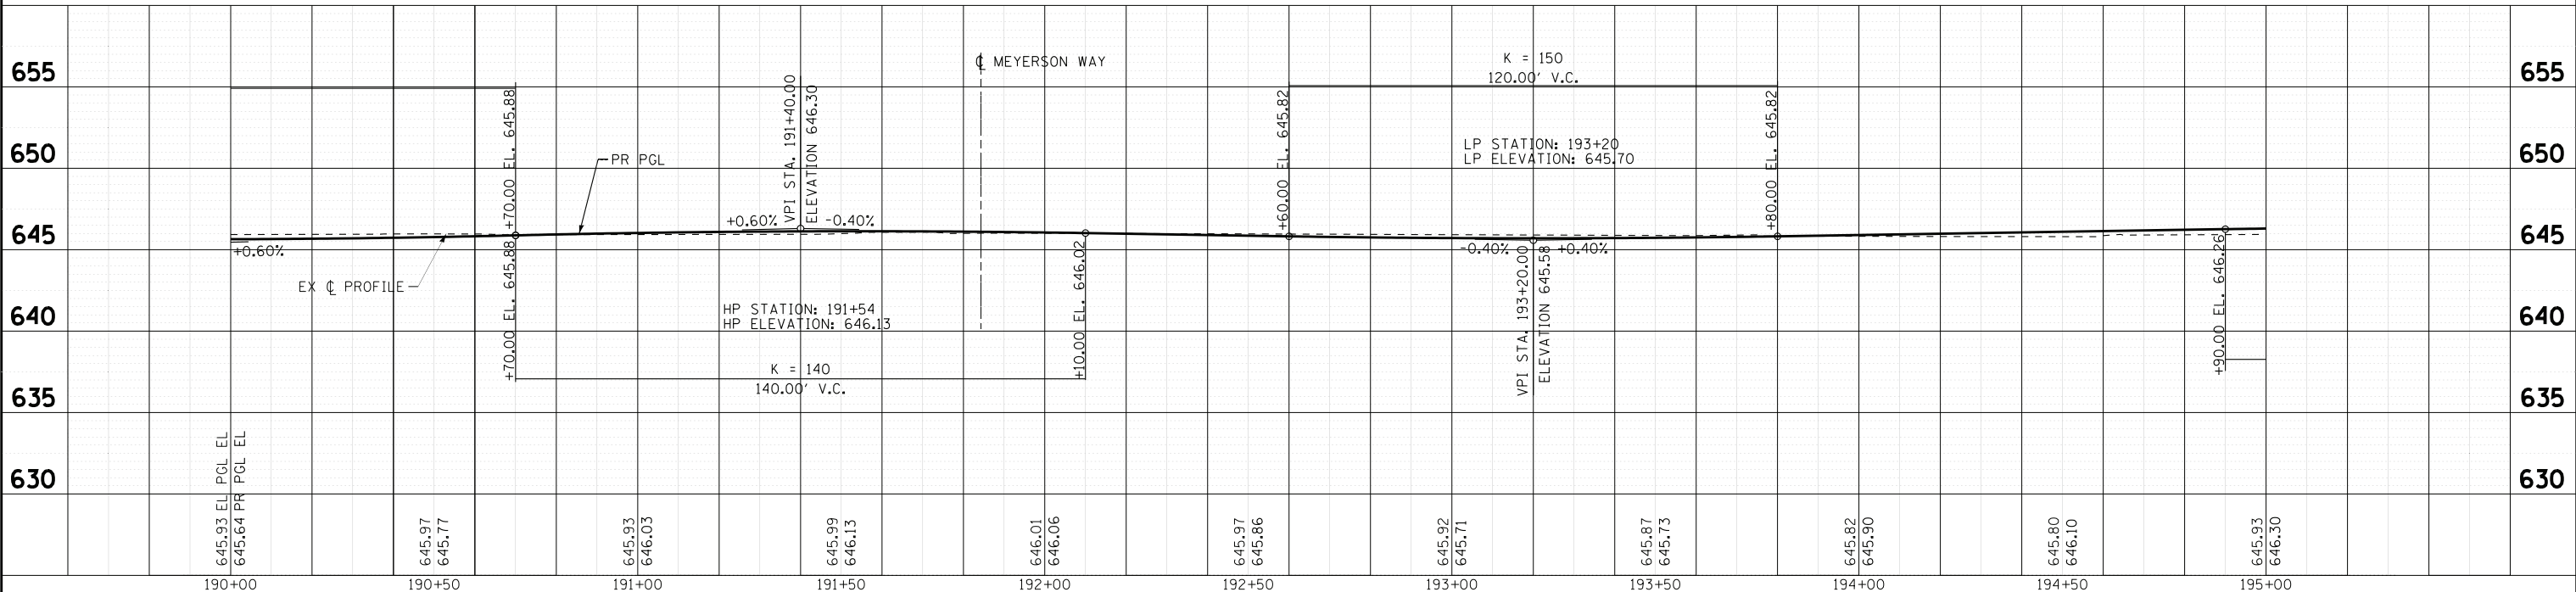 K = 150
℄ MEYERSON WAY
655
655
120.00' V.C.
+70.00 EL. 645.88
VPI STA. 191+40.00
ELEVATION 646.30
+60.00 EL. 645.82
+80.00 EL. 645.82
LP STATION: 193+20
LP ELEVATION: 645.70
650
650
PR PGL
+0.60%
-0.40%
645
645
+0.60%
-0.40%
+0.40%
EX ℄ PROFILE
+70.00 EL. 645.88
+10.00 EL. 646.02
VPI STA. 193+20.00
ELEVATION 645.58
+90.00 EL. 646.26
HP STATION: 191+54
HP ELEVATION: 646.13
640
640
K = 140
140.00' V.C.
635
635
630
630
645.93 EL PGL EL
645.64 PR PGL EL
645.97
645.77
645.93
646.03
645.99
646.13
646.01
646.06
645.97
645.86
645.92
645.71
645.87
645.73
645.82
645.90
645.80
646.10
645.93
646.30
190+00
190+50
191+00
191+50
192+00
192+50
193+00
193+50
194+00
194+50
195+00